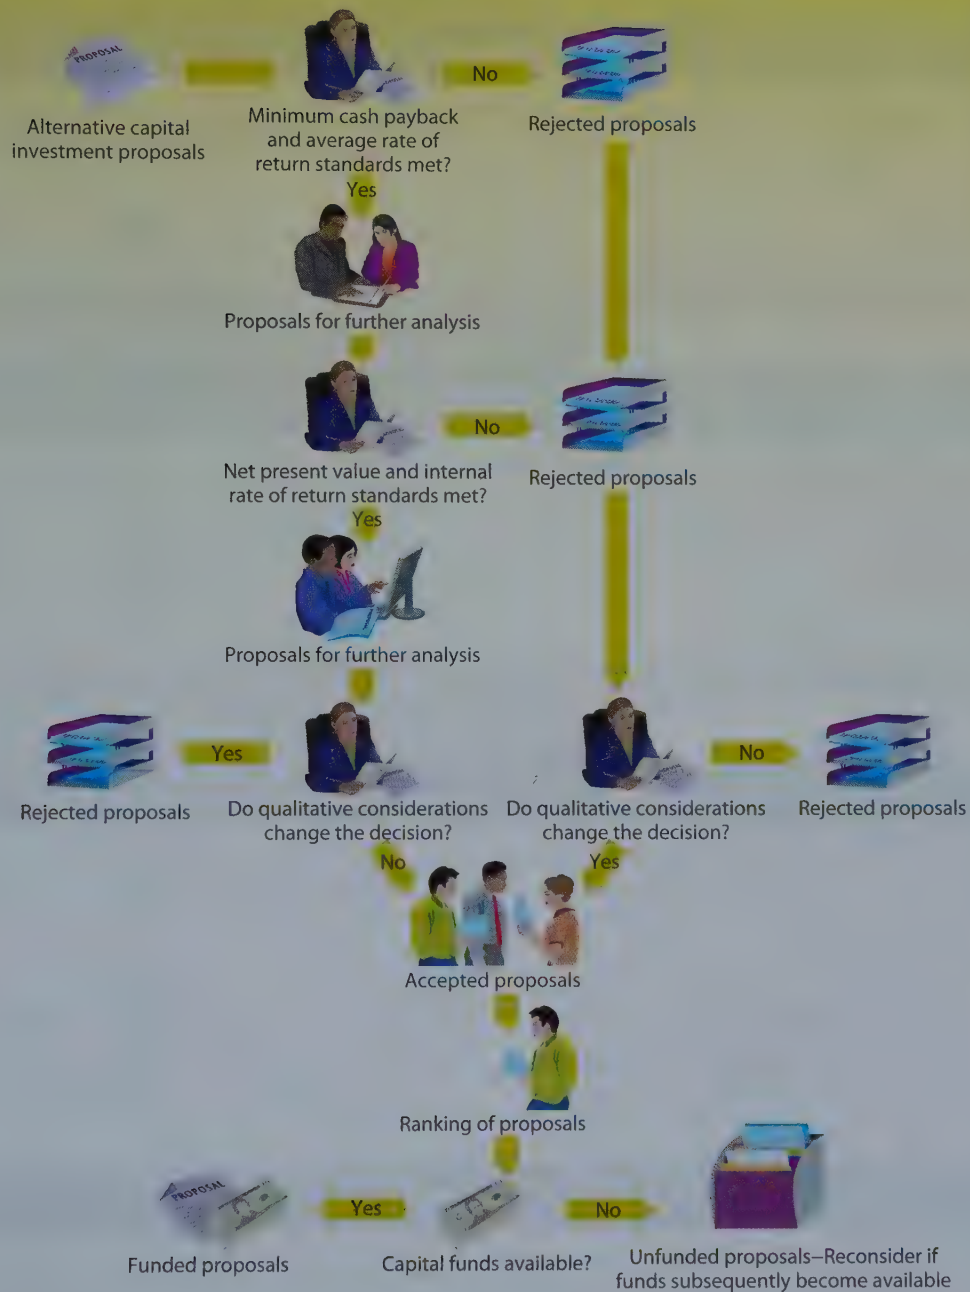 PROPOSAL
No
Alternative capital
investment proposals
Minimum cash payback
and average rate of
return standards met?
Rejected proposals
Yes
Proposals for further analysis
No
Net present value and internal
rate of return standards met?
Rejected proposals
Yes
Proposals for further analysis
Yes
No
Rejected proposals
Do qualitative considerations
change the decision?
Do qualitative considerations
change the decision?
Rejected proposals
No
Yes
Accepted proposals
Ranking of proposals
PROPOSAL
Yes
No
Funded proposals
Capital funds available?
Unfunded proposals–Reconsider if
funds subsequently become available